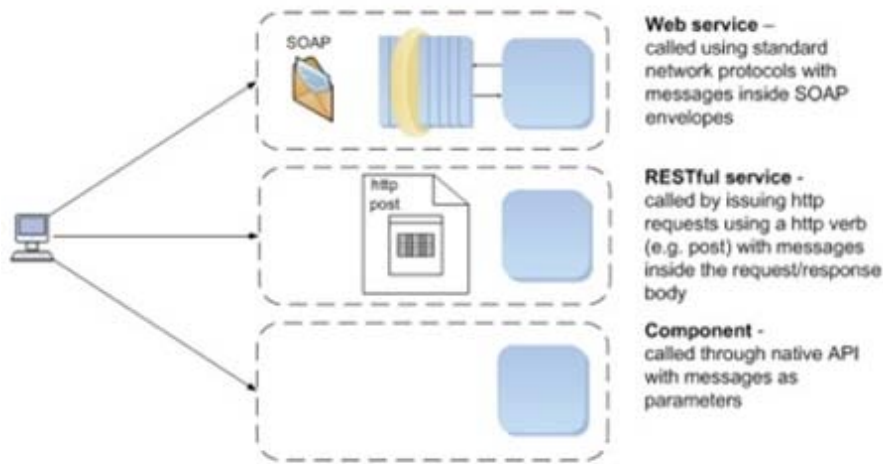 SOAP
Web service –
called using standard
network protocols with
messages inside SOAP
envelopes
http
post
RESTful service -
called by issuing http
requests using a http verb
(e.g. post) with messages
inside the request/response
body
Component -
called through native API
with messages as
parameters